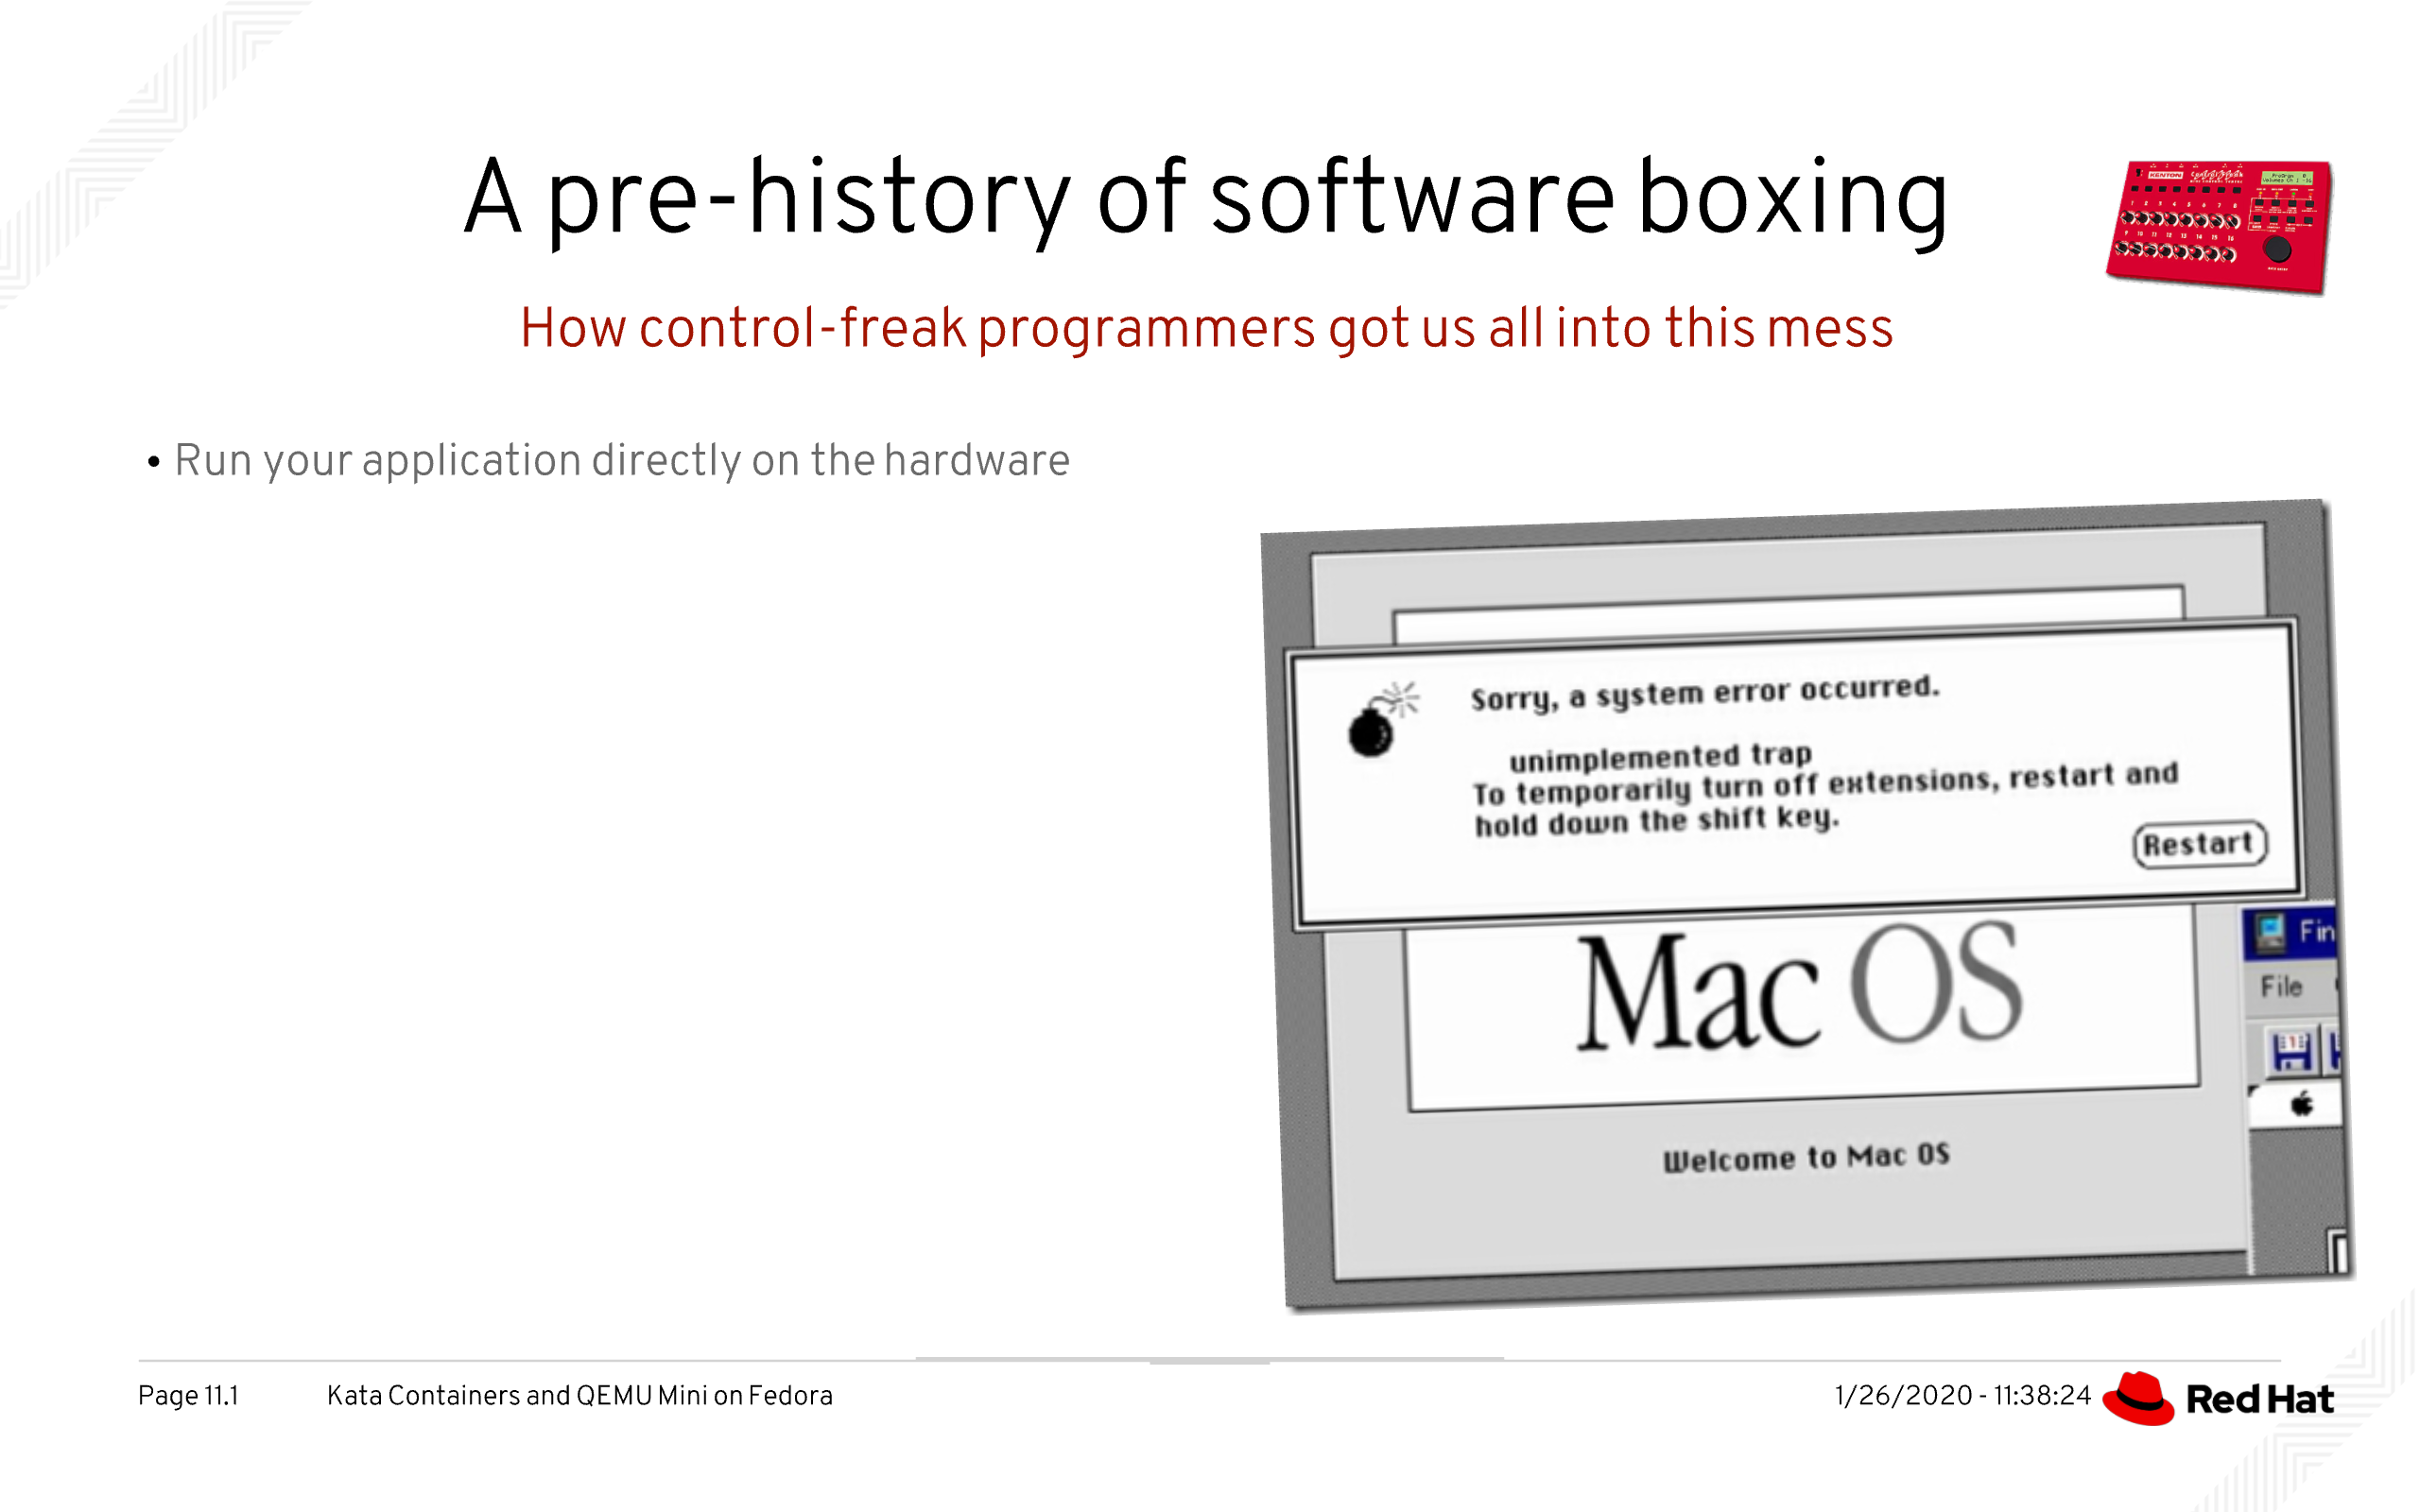 A pre-history of software boxing
KENTON
How control-freak programmers got us all into this mess
• Run your application directly on the hardware
Sorry, a system error occurred.
unimplemented trap
To temporarily turn off extensions, restart and
hold down the shift key.
Restart
Mac OS
Fin
File
Welcome to Mac OS
Page 11.1
Kata Containers and QEMU Mini on Fedora
1/26/2020 - 11:38:24
Red Hat